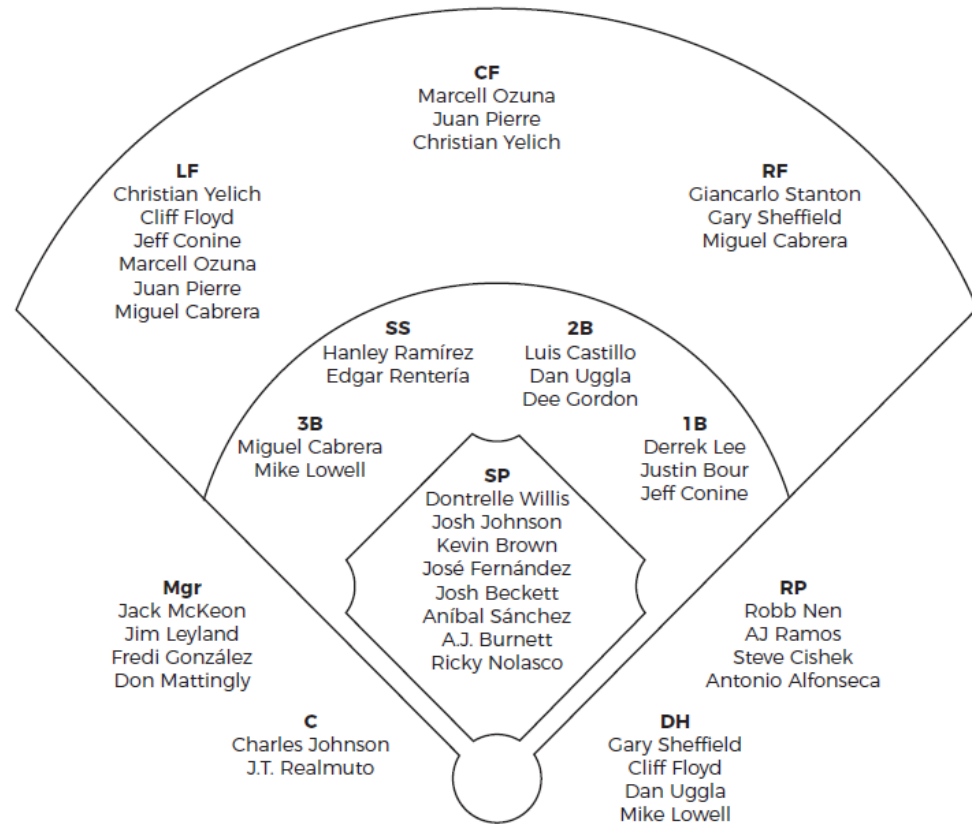 CF
Marcell Ozuna
Juan Pierre
Christian Yelich
LF
Christian Yelich
Cliff Floyd
Jeff Conine
Marcell Ozuna
Juan Pierre
Miguel Cabrera
RF
Giancarlo Stanton
Gary Sheffield
Miguel Cabrera
SS
Hanley Ramírez
Edgar Rentería
2B
Luis Castillo
Dan Uggla
Dee Gordon
3B
Miguel Cabrera
Mike Lowell
1B
Derrek Lee
Justin Bour
Jeff Conine
SP
Dontrelle Willis
Josh Johnson
Kevin Brown
José Fernández
Josh Beckett
Aníbal Sánchez
A.J. Burnett
Ricky Nolasco
Mgr
Jack McKeon
Jim Leyland
Fredi González
Don Mattingly
RP
Robb Nen
AJ Ramos
Steve Cishek
Antonio Alfonseca
C
Charles Johnson
J.T. Realmuto
DH
Gary Sheffield
Cliff Floyd
Dan Uggla
Mike Lowell